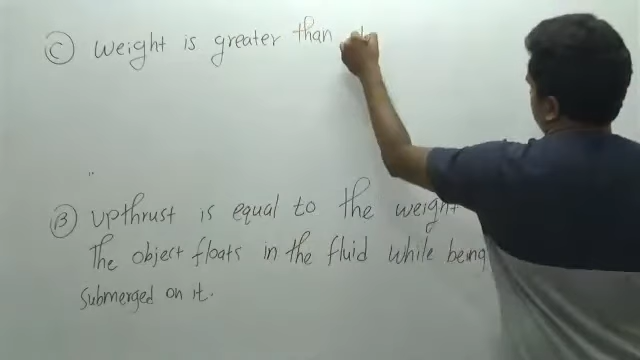 C weight is greater than
B upthrust is equal to the weight
The object floats in the fluid while being
submerged on it.